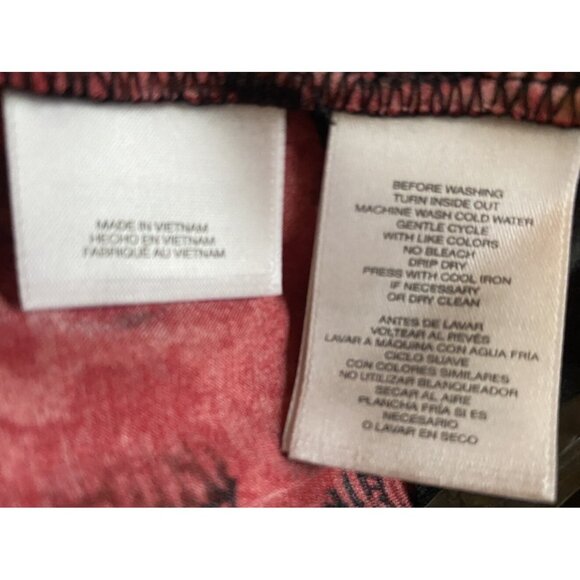 MADE IN VIETNAM
HECHO EN VIETNAM
FABRIQUÉ AU VIETNAM
BEFORE WASHING
TURN INSIDE OUT
MACHINE WASH COLD WATER
GENTLE CYCLE
WITH LIKE COLORS
NO BLEACH
DRIP DRY
PRESS WITH COOL IRON
IF NECESSARY
OR DRY CLEAN
ANTES DE LAVAR
VOLTEAR AL REVÉS
LAVAR A MÁQUINA CON AGUA FRÍA
CICLO SUAVE
CON COLORES SIMILARES
NO UTILIZAR BLANQUEADOR
SECAR AL AIRE
PLANCHA FRÍA SI ES
NECESARIO
O LAVAR EN SECO